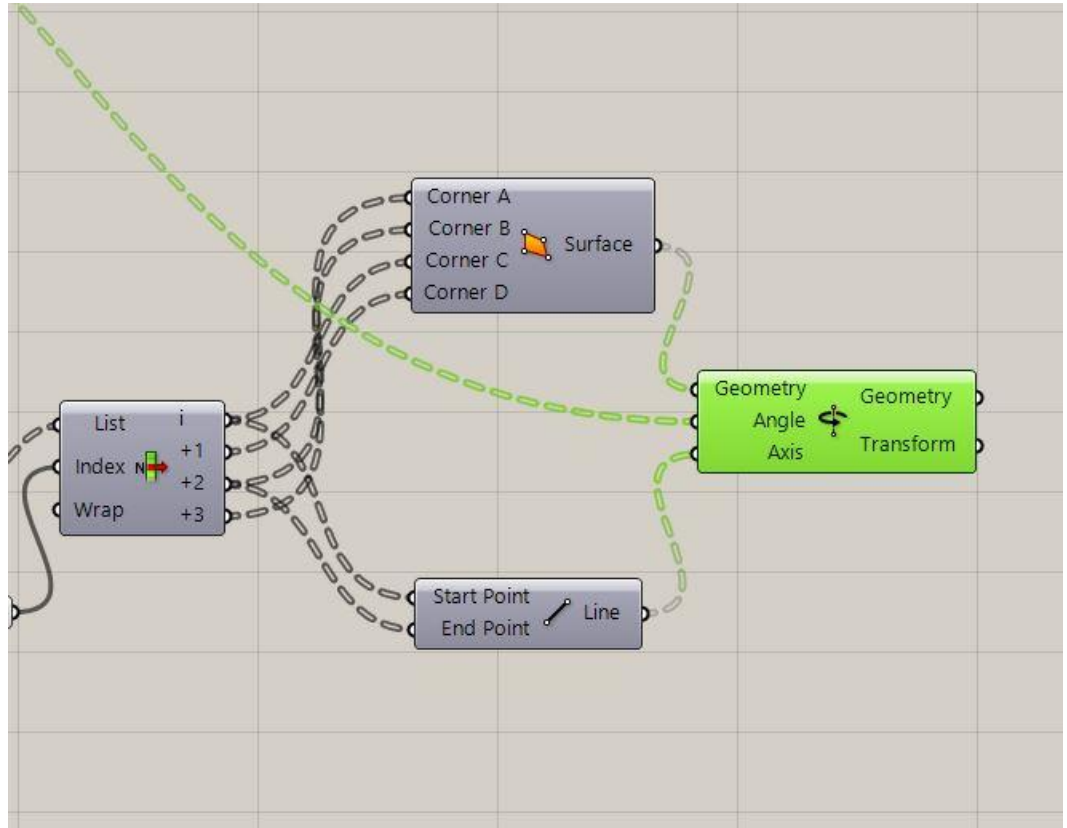 Corner A
Corner B
Corner C
Corner D
Surface
Geometry
Angle
Axis
Geometry
Transform
List
Index
Wrap
N
i
+1
+2
+3
Start Point
End Point
Line